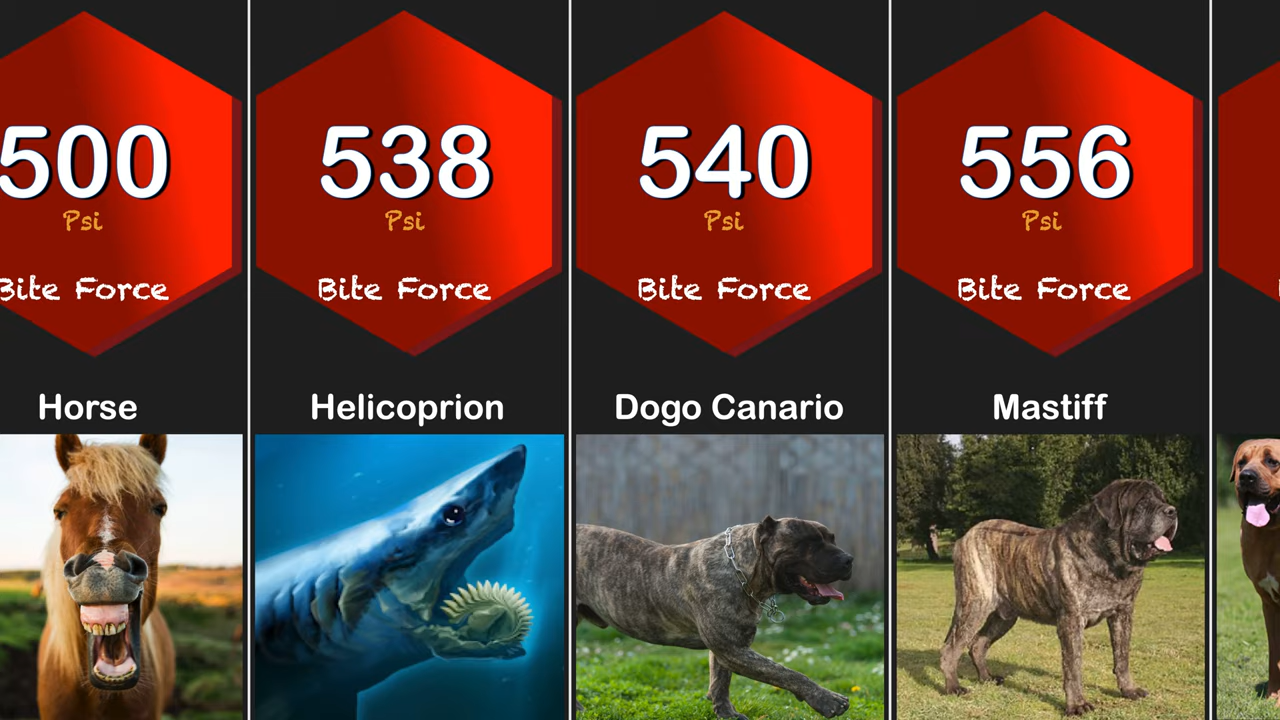 500
Psi
Bite Force
Horse
538
Psi
Bite Force
Helicoprion
540
Psi
Bite Force
Dogo Canario
556
Psi
Bite Force
Mastiff